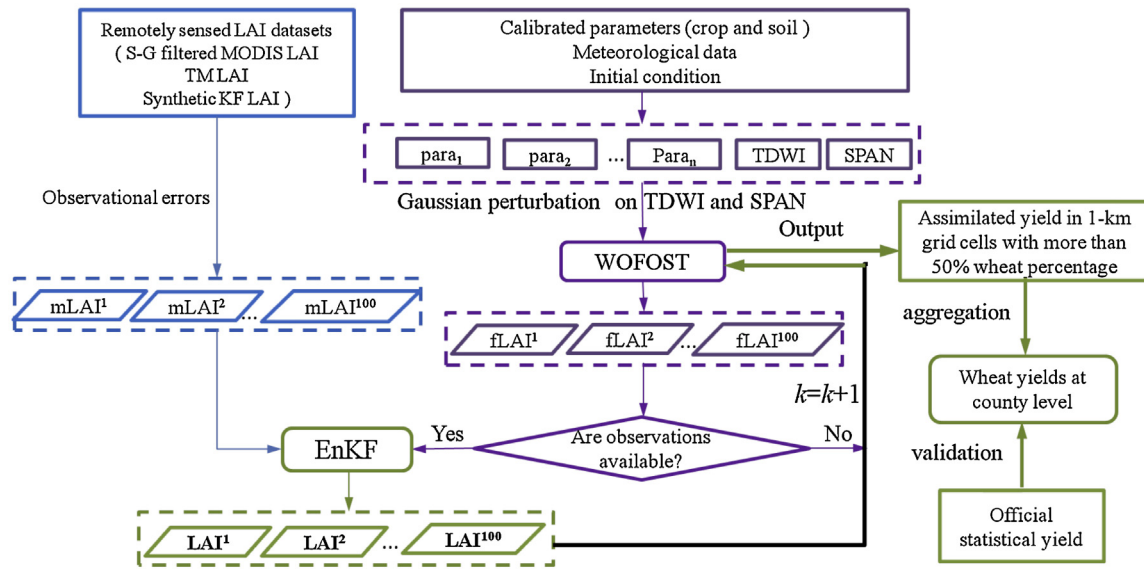 Remotely sensed LAI datasets
( S-G filtered MODIS LAI
TM LAI
Synthetic KF LAI )
Calibrated parameters (crop and soil )
Meteorological data
Initial condition
para1 para2 ... Paran TDWI SPAN
Observational errors
Gaussian perturbation on TDWI and SPAN
Output
WOFOST
Assimilated yield in 1-km
grid cells with more than
50% wheat percentage
mLAI1 mLAI2 ... mLAI100
fLAI1 fLAI2 ... fLAI100
aggregation
k=k+1
Wheat yields at
county level
EnKF
Yes
Are observations
available?
No
validation
LAI1 LAI2 ... LAI100
Official
statistical yield